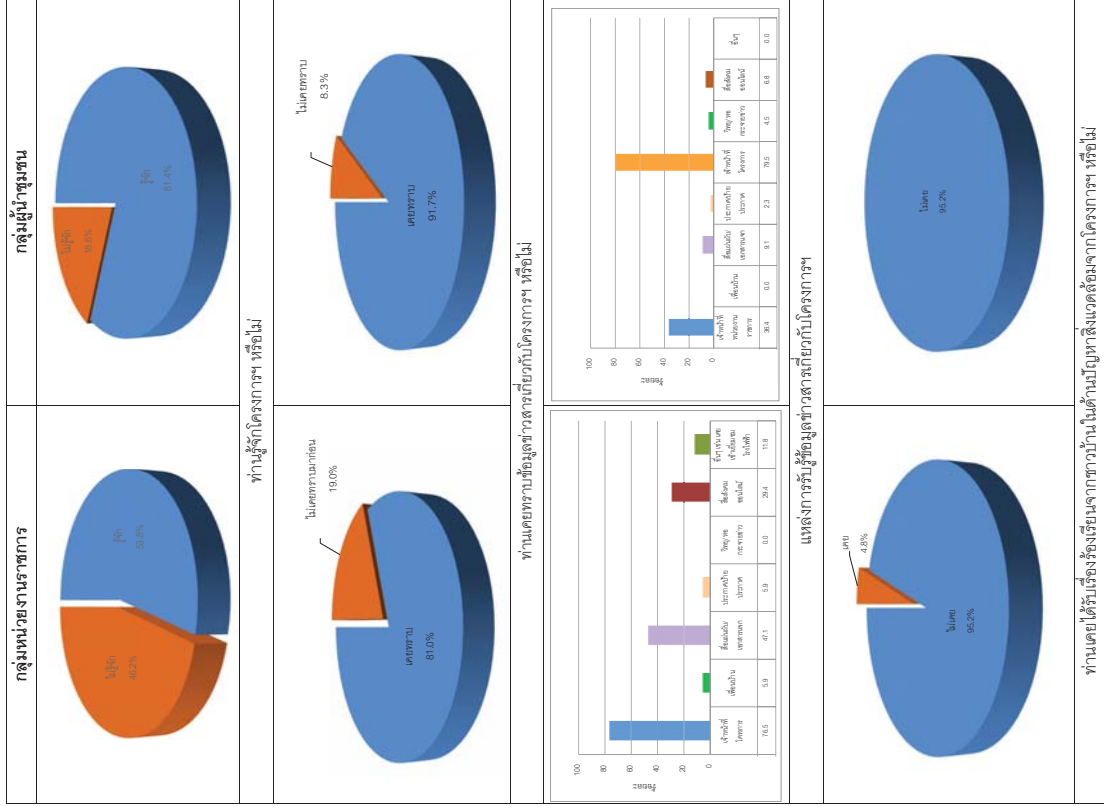 กลุ่มหน่วยงานราชการ
กลุ่มผู้นำชุมชน
ไม่รู้จัก
46.2%
รู้จัก
53.8%
ไม่รู้จัก
18.6%
รู้จัก
81.4%
ท่านรู้จักโครงการฯ หรือไม่
ไม่เคยทราบมาก่อน
19.0%
เคยทราบ
81.0%
ไม่เคยทราบ
8.3%
เคยทราบ
91.7%
ท่านเคยทราบข้อมูลข่าวสารเกี่ยวกับโครงการฯ หรือไม่
ร้อยละ
100
80
60
40
20
0
เจ้าหน้าที่
โครงการ
เพื่อนบ้าน
สื่อแผ่นพับ/
เอกสารแจก
ประกาศ/ป้าย
ประกาศ
วิทยุ/หอ
กระจายข่าว
สื่อสังคม
ออนไลน์
อื่นๆ เช่น เคย
เข้าเยี่ยมชม
โรงไฟฟ้า
76.5
5.9
47.1
5.9
0.0
29.4
11.8
ร้อยละ
100
80
60
40
20
0
เจ้าหน้าที่
หน่วยงาน
ราชการ
เพื่อนบ้าน
สื่อแผ่นพับ/
เอกสารแจก
ประกาศ/ป้าย
ประกาศ
เจ้าหน้าที่
โครงการ
วิทยุ/หอ
กระจายข่าว
สื่อสังคม
ออนไลน์
อื่นๆ
36.4
0.0
9.1
2.3
79.5
4.5
6.8
0.0
แหล่งการรับรู้ข้อมูลข่าวสารเกี่ยวกับโครงการฯ
เคย
4.8%
ไม่เคย
95.2%
ไม่เคย
95.2%
ท่านเคยได้รับเรื่องร้องเรียนจากชาวบ้านในด้านปัญหาสิ่งแวดล้อมจากโครงการฯ หรือไม่